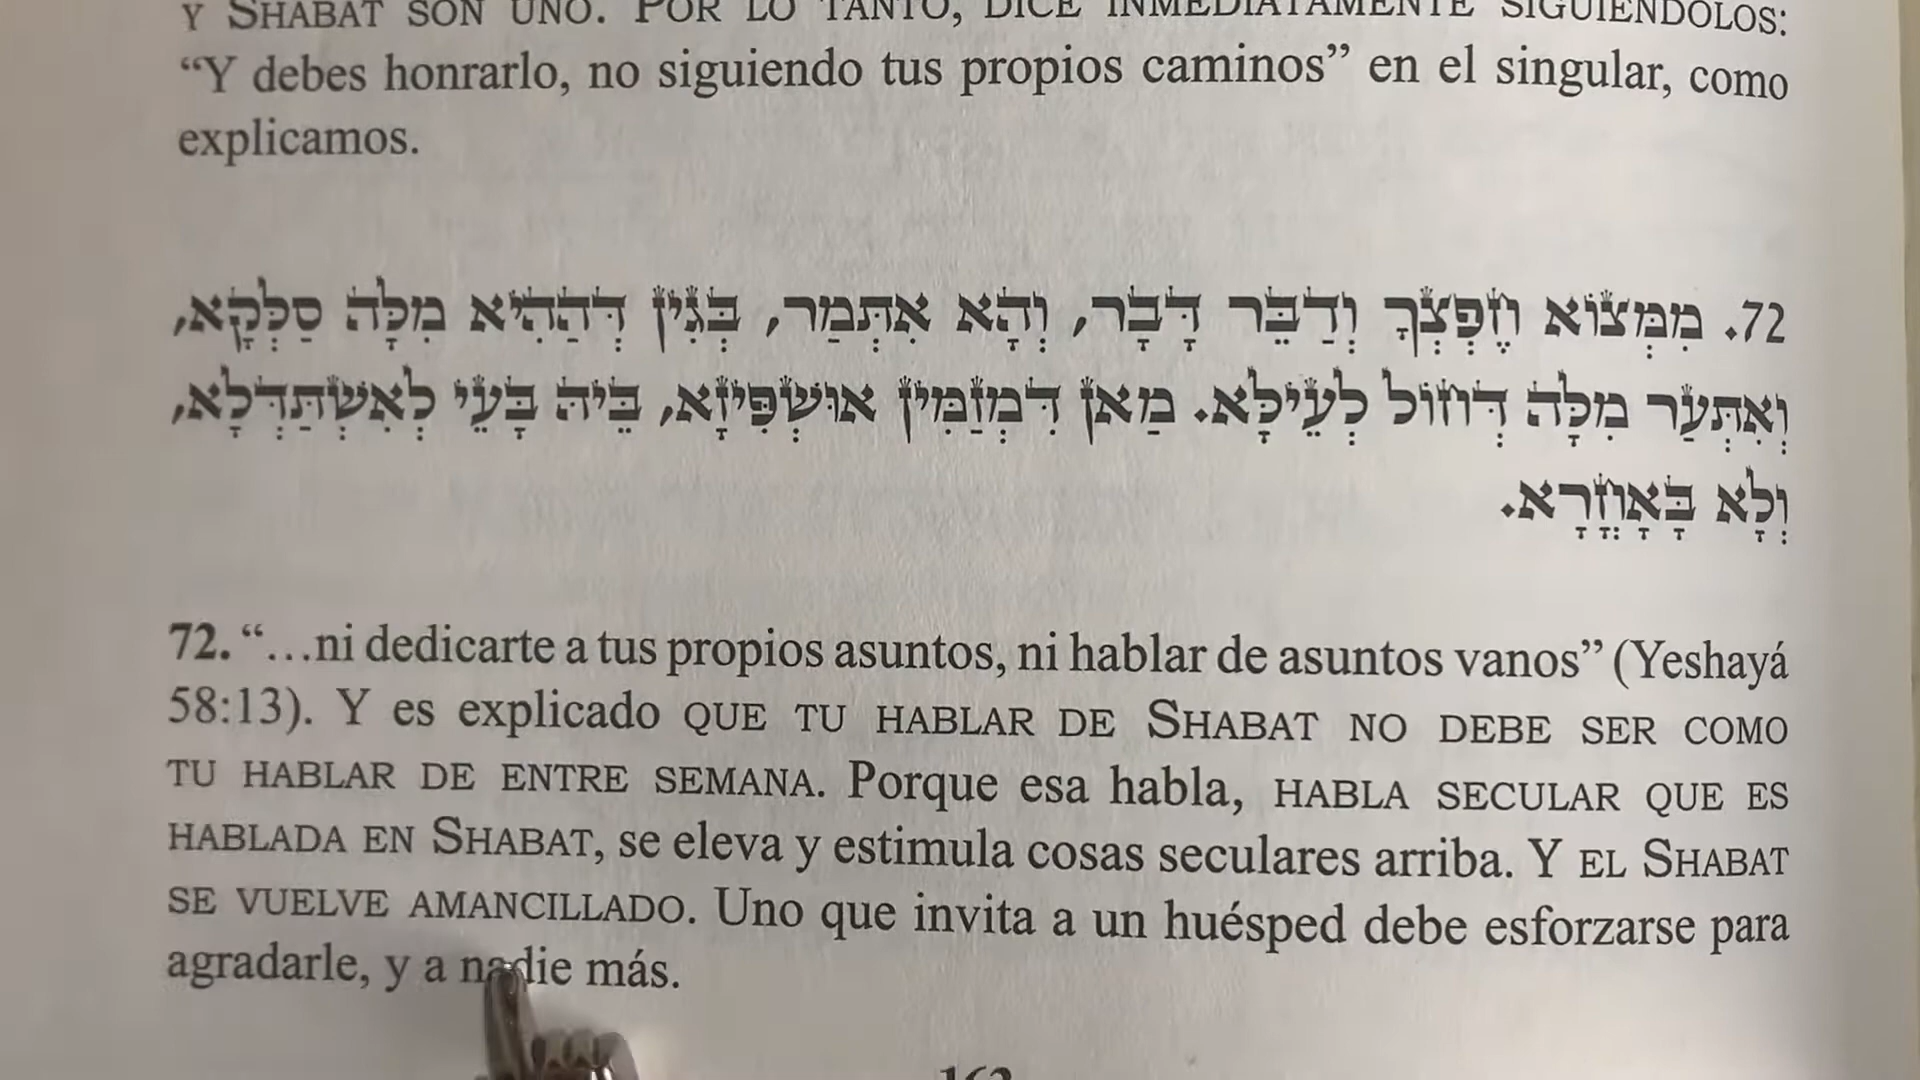 Y SHABAT SON UNO. POR LO TANTO, DICE INMEDIATAMENTE SIGUIÉNDOLOS:
“Y debes honrarlo, no siguiendo tus propios caminos” en el singular, como
explicamos.
72. מִמְּצוֹא חֶפְצְךָ וְדַבֵּר דָּבָר, וְהָא אִתְּמַר, בְּגִין דְּהַהִיא מִלָּה סַלְּקָא,
וְאִתְּעַר מִלָּה דְּחוֹל לְעֵילָּא. מַאן דִּמְזַמִּין אוּשְׁפִּיזָא, בֵּיהּ בָּעֵי לְאִשְׁתַּדְּלָא,
וְלָא בָּאָחֳרָא.
72. “…ni dedicarte a tus propios asuntos, ni hablar de asuntos vanos” (Yeshayá
58:13). Y es explicado QUE TU HABLAR DE SHABAT NO DEBE SER COMO
TU HABLAR DE ENTRE SEMANA. Porque esa habla, HABLA SECULAR QUE ES
HABLADA EN SHABAT, se eleva y estimula cosas seculares arriba. Y EL SHABAT
SE VUELVE AMANCILLADO. Uno que invita a un huésped debe esforzarse para
agradarle, y a nadie más.